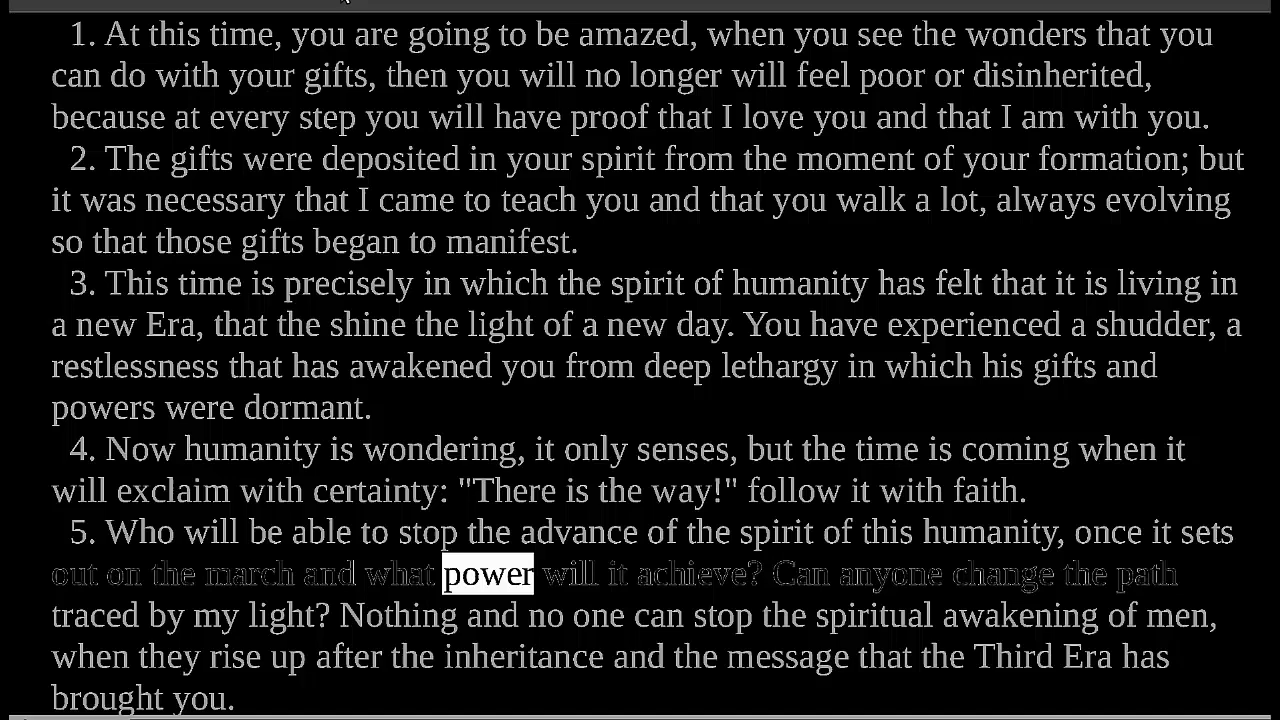 1. At this time, you are going to be amazed, when you see the wonders that you
can do with your gifts, then you will no longer will feel poor or disinherited,
because at every step you will have proof that I love you and that I am with you.
2. The gifts were deposited in your spirit from the moment of your formation; but
it was necessary that I came to teach you and that you walk a lot, always evolving
so that those gifts began to manifest.
3. This time is precisely in which the spirit of humanity has felt that it is living in
a new Era, that the shine the light of a new day. You have experienced a shudder, a
restlessness that has awakened you from deep lethargy in which his gifts and
powers were dormant.
4. Now humanity is wondering, it only senses, but the time is coming when it
will exclaim with certainty: "There is the way!" follow it with faith.
5. Who will be able to stop the advance of the spirit of this humanity, once it sets
out on the march and what power will it achieve? Can anyone change the path
traced by my light? Nothing and no one can stop the spiritual awakening of men,
when they rise up after the inheritance and the message that the Third Era has
brought you.